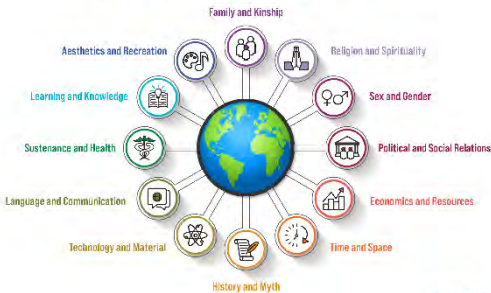 Family and Kinship
Aesthetics and Recreation
Religion and Spirituality
Learning and Knowledge
Sex and Gender
Sustenance and Health
Political and Social Relations
Language and Communication
Economics and Resources
Technology and Material
Time and Space
History and Myth